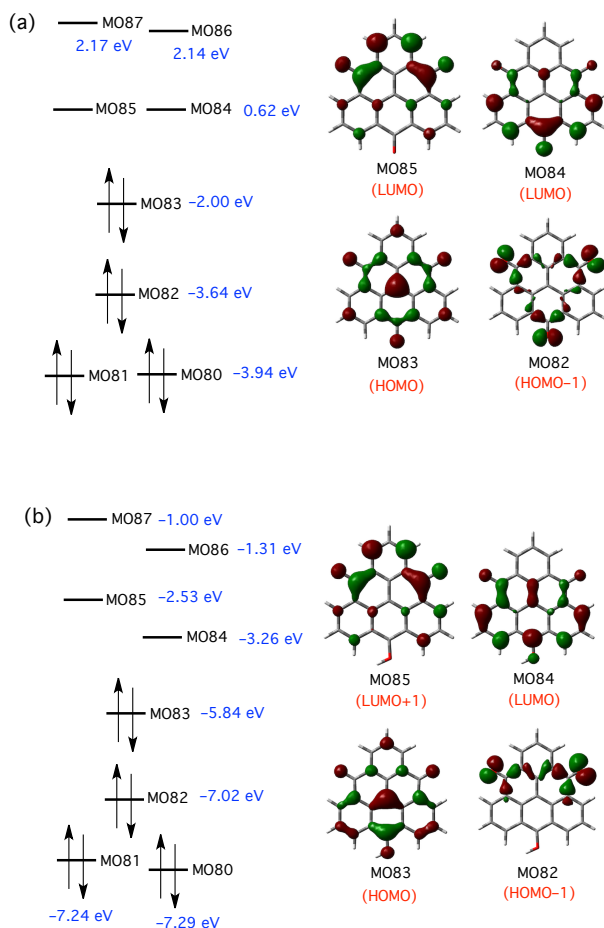 (a)
MO87
MO86
2.17 eV
2.14 eV
MO85
MO84
0.62 eV
MO83
−2.00 eV
MO82
−3.64 eV
MO81
MO80
−3.94 eV
MO85
(LUMO)
MO84
(LUMO)
MO83
(HOMO)
MO82
(HOMO−1)
(b)
MO87
−1.00 eV
MO86
−1.31 eV
MO85
−2.53 eV
MO84
−3.26 eV
MO83
−5.84 eV
MO82
−7.02 eV
MO81
MO80
−7.24 eV
−7.29 eV
MO85
(LUMO+1)
MO84
(LUMO)
MO83
(HOMO)
MO82
(HOMO−1)